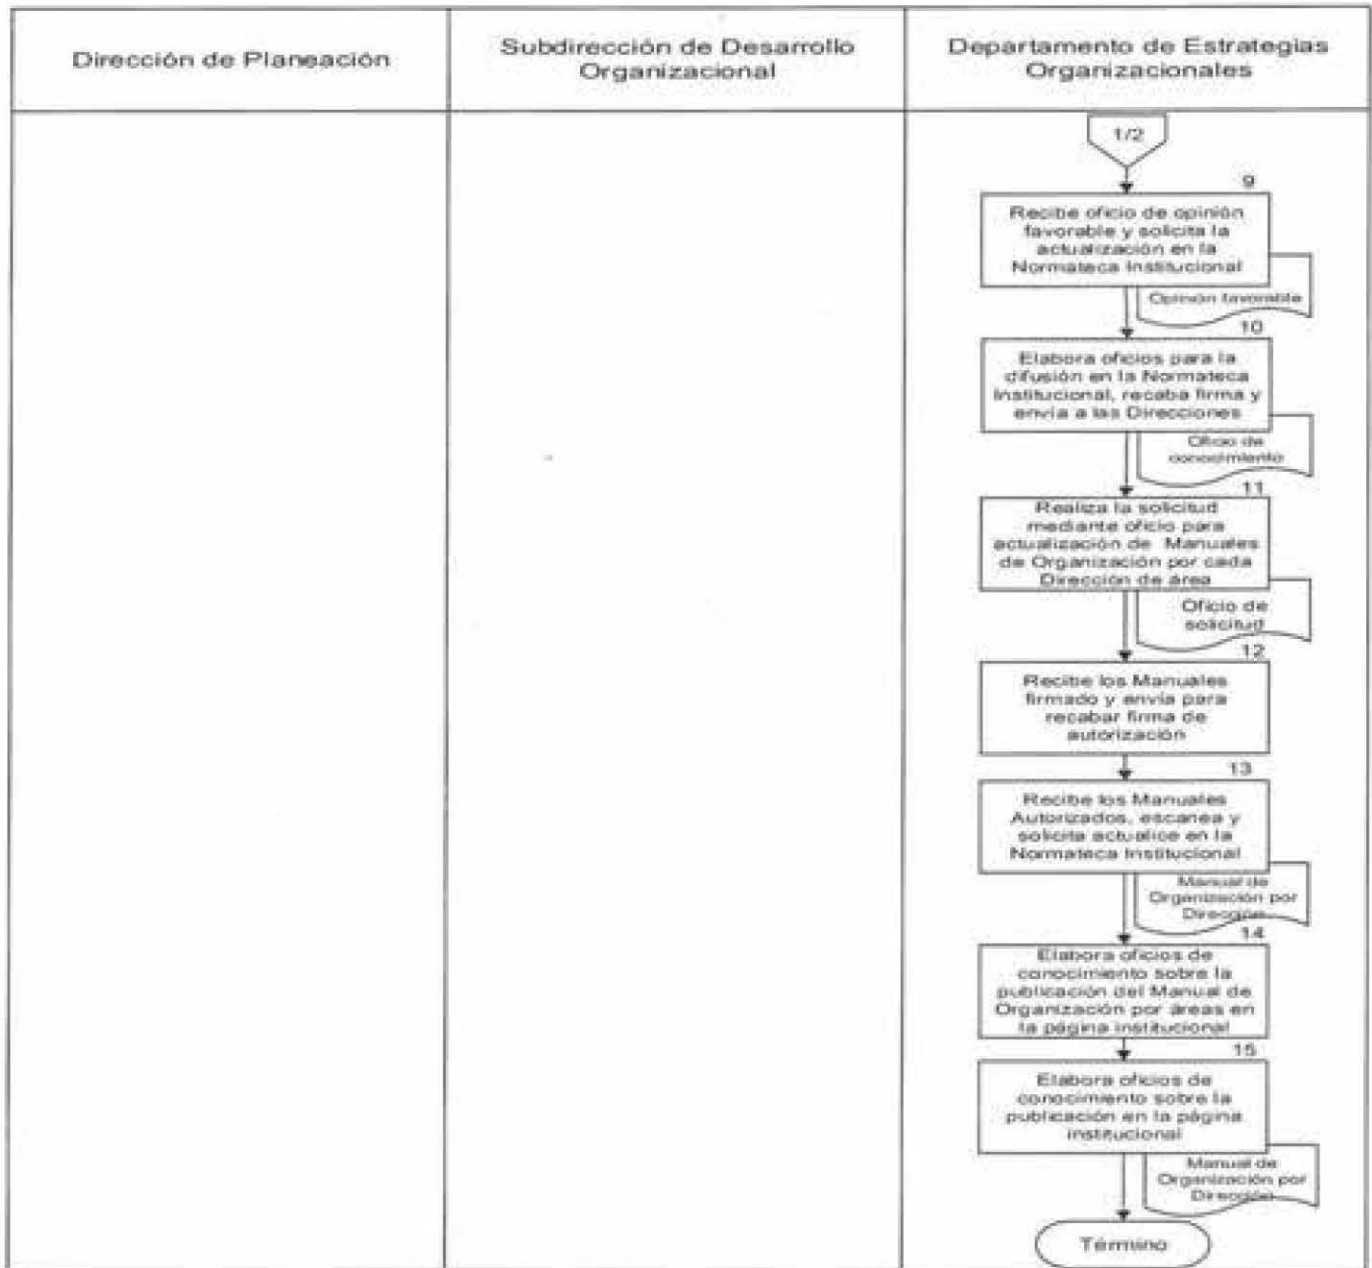 Dirección de Planeación
Subdirección de Desarrollo
Organizacional
Departamento de Estrategias
Organizacionales
1/2
9
Recibe oficio de opinión
favorable y solicita la
actualización en la
Normateca Institucional
Opinión favorable
10
Elabora oficios para la
difusión en la Normateca
Institucional, recaba firma y
envía a las Direcciones
Oficio de
conocimiento
11
Realiza la solicitud
mediante oficio para
actualización de Manuales
de Organización por cada
Dirección de área
Oficio de
solicitud
12
Recibe los Manuales
firmado y envía para
recabar firma de
autorización
13
Recibe los Manuales
Autorizados, escanea y
solicita actualice en la
Normateca Institucional
Manual de
Organización por
Dirección
14
Elabora oficios de
conocimiento sobre la
publicación del Manual de
Organización por áreas en
la página institucional
15
Elabora oficios de
conocimiento sobre la
publicación en la página
institucional
Manual de
Organización por
Dirección
Término